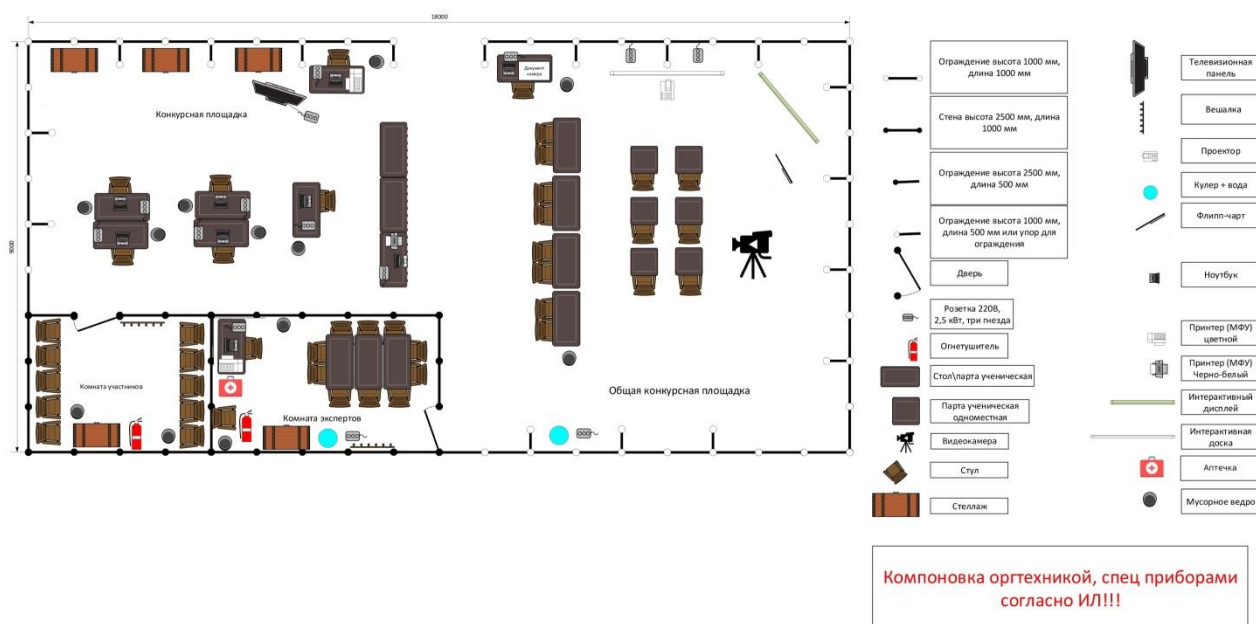 18000
9000
Конкурсная площадка
Документ
камера
Комната участников
Комната экспертов
Общая конкурсная площадка
Ограждение высота 1000 мм,
длина 1000 мм
Стена высота 2500 мм, длина
1000 мм
Ограждение высота 2500 мм,
длина 500 мм
Ограждение высота 1000 мм,
длина 500 мм или упор для
ограждения
Дверь
Розетка 220В,
2,5 кВт, три гнезда
Огнетушитель
Стол\парта ученическая
Парта ученическая
одноместная
Видеокамера
Стул
Стеллаж
Телевизионная
панель
Вешалка
Проектор
Кулер + вода
Флипп-чарт
Ноутбук
Принтер (МФУ)
цветной
Принтер (МФУ)
Черно-белый
Интерактивный
дисплей
Интерактивная
доска
Аптечка
Мусорное ведро
Компоновка оргтехникой, спец приборами
согласно ИЛ!!!